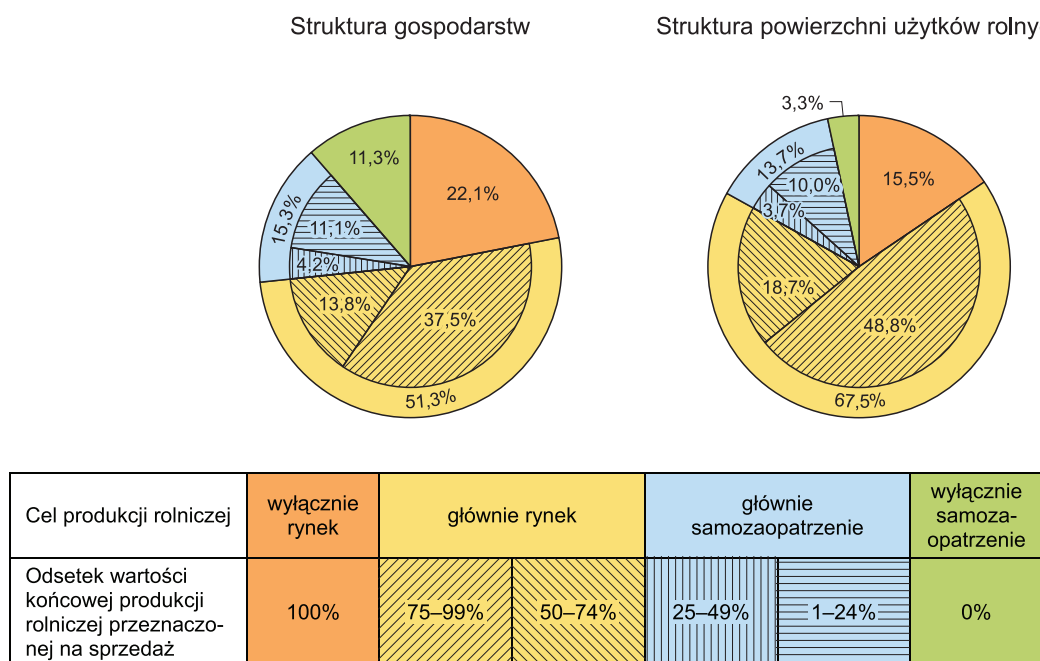 Struktura gospodarstw
Struktura powierzchni użytków rolny
11,3%
22,1%
15,3%
11,1%
4,2%
13,8%
37,5%
51,3%
3,3%
13,7%
10,0%
15,5%
3,7%
18,7%
48,8%
67,5%
Cel produkcji rolniczej
wyłącznie
rynek
głównie rynek
głównie
samozaopatrzenie
wyłącznie
samoza-
opatrzenie
Odsetek wartości
końcowej produkcji
rolniczej przeznaczo-
nej na sprzedaż
100%
75–99%
50–74%
25–49%
1–24%
0%